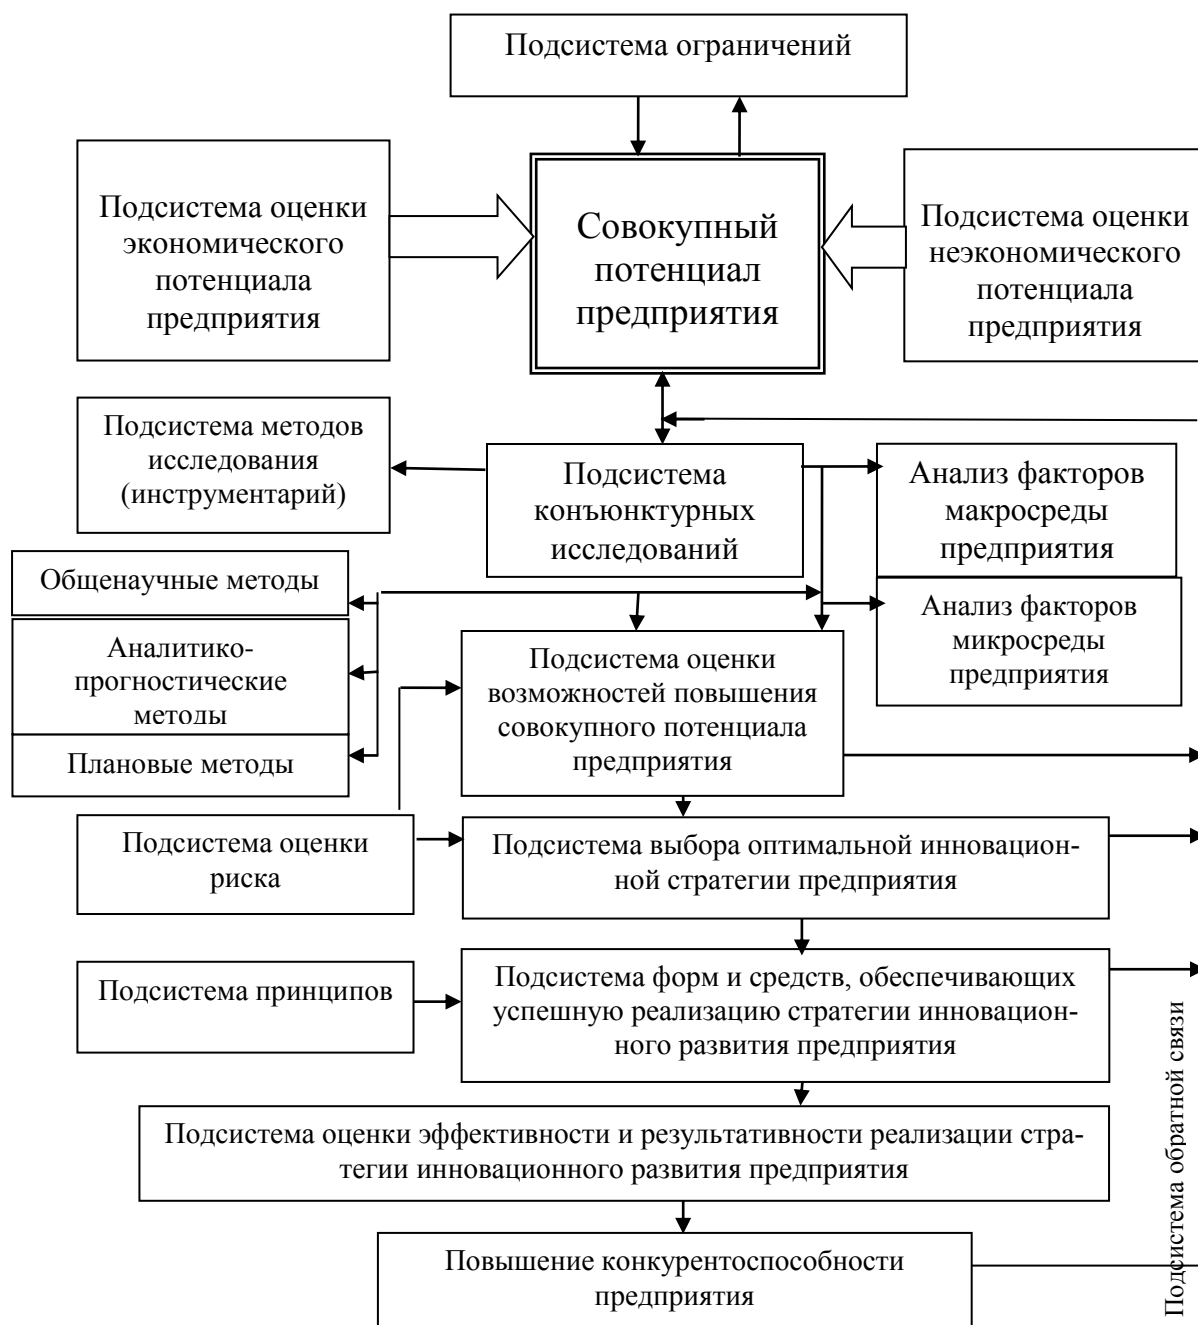 Подсистема ограничений
Подсистема оценки
экономического
потенциала
предприятия
Совокупный
потенциал
предприятия
Подсистема оценки
неэкономического
потенциала
предприятия
Подсистема методов
исследования
(инструментарий)
Подсистема
конъюнктурных
исследований
Анализ факторов
макросреды
предприятия
Общенаучные методы
Аналитико-
прогностические
методы
Плановые методы
Анализ факторов
микросреды
предприятия
Подсистема оценки
возможностей повышения
совокупного потенциала
предприятия
Подсистема оценки
риска
Подсистема выбора оптимальной инновацион-
ной стратегии предприятия
Подсистема принципов
Подсистема форм и средств, обеспечивающих
успешную реализацию стратегии инновацион-
ного развития предприятия
Подсистема оценки эффективности и результативности реализации стра-
тегии инновационного развития предприятия
Повышение конкурентоспособности
предприятия
Подсистема обратной связи